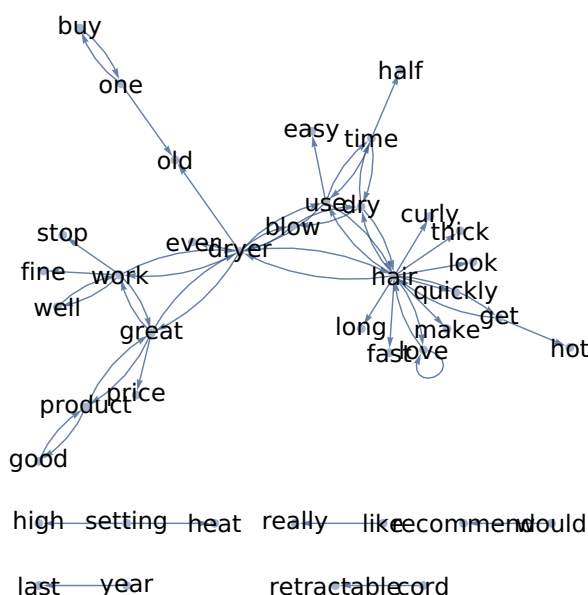 buy
one
half
easy
time
old
use
dry
curly
blow
thick
stop
ever
dryer
look
fine
work
hair
quickly
well
get
great
long
make
fast
love
hot
price
product
good
high
setting
heat
really
like
recommend
would
last
year
retractable
cord